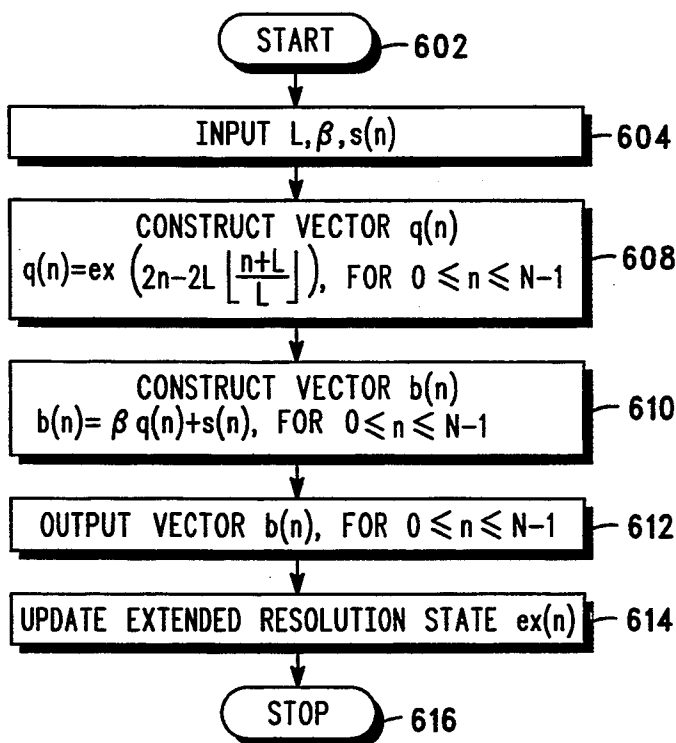 START 602
INPUT L, β, s(n) 604
CONSTRUCT VECTOR q(n)
q(n)=ex (2n-2L ⌊(n+L)/L⌋), FOR 0 ≤ n ≤ N-1 608
CONSTRUCT VECTOR b(n)
b(n)= β q(n)+s(n), FOR 0≤ n ≤ N-1 610
OUTPUT VECTOR b(n), FOR 0 ≤ n ≤ N-1 612
UPDATE EXTENDED RESOLUTION STATE ex(n) 614
STOP 616